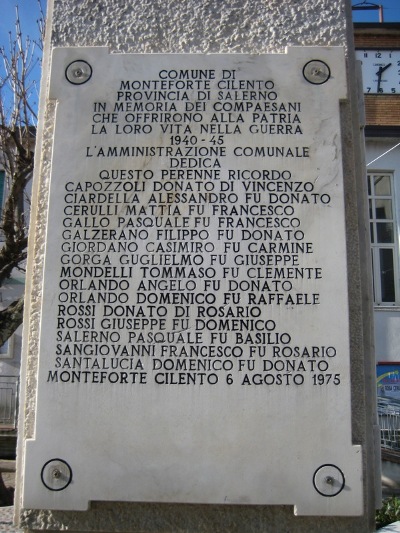 COMUNE DI
MONTEFORTE CILENTO
PROVINCIA DI SALERNO
IN MEMORIA DEI COMPAESANI
CHE OFFRIRONO ALLA PATRIA
LA LORO VITA NELLA GUERRA
1940-45
L'AMMINISTRAZIONE COMUNALE
DEDICA
QUESTO PERENNE RICORDO
CAPOZZOLI DONATO DI VINCENZO
CIARDELLA ALESSANDRO FU DONATO
CERULLI MATTIA FU FRANCESCO
GALLO PASQUALE FU FRANCESCO
GALZERANO FILIPPO FU DONATO
GIORDANO CASIMIRO FU CARMINE
GORGA GUGLIELMO FU GIUSEPPE
MONDELLI TOMMASO FU CLEMENTE
ORLANDO ANGELO FU DONATO
ORLANDO DOMENICO FU RAFFAELE
ROSSI DONATO DI ROSARIO
ROSSI GIUSEPPE FU DOMENICO
SALERNO PASQUALE FU BASILIO
SANGIOVANNI FRANCESCO FU ROSARIO
SANTALUCIA DOMENICO FU DONATO
MONTEFORTE CILENTO 6 AGOSTO 1975